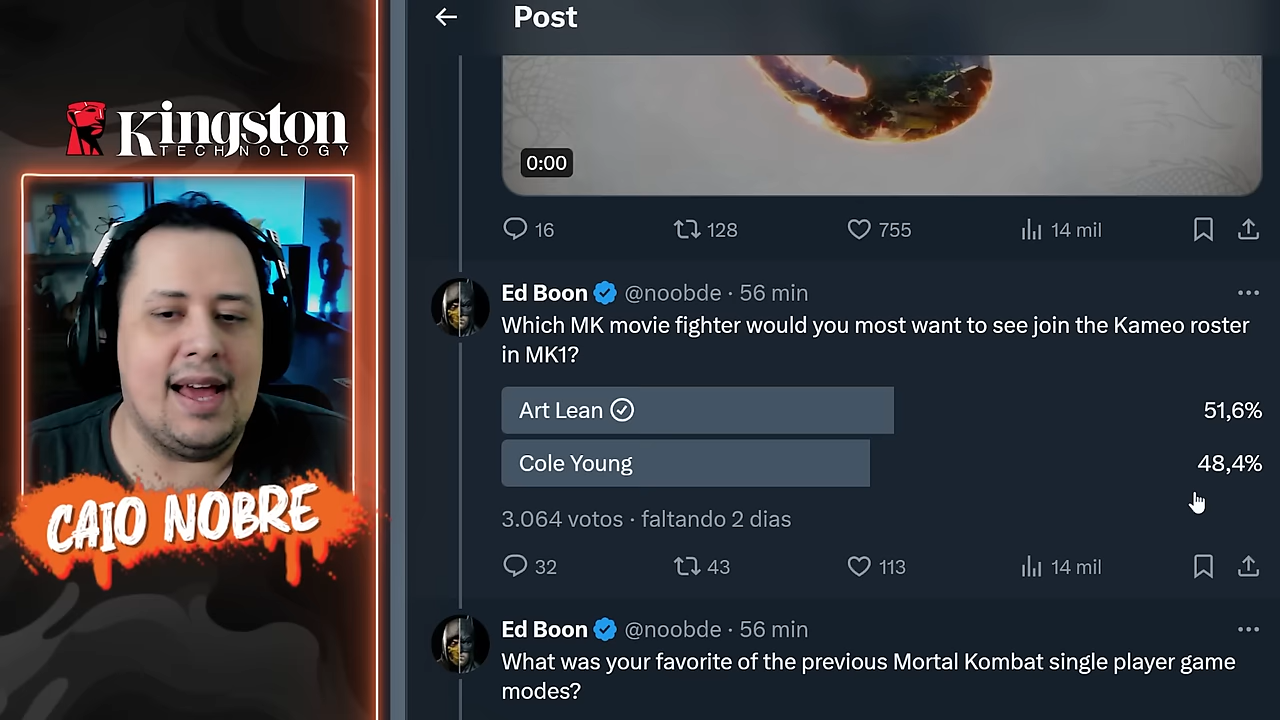 Kingston
TECHNOLOGY
CAIO NOBRE
Post
0:00
16 128 755 14 mil
Ed Boon @noobde · 56 min
Which MK movie fighter would you most want to see join the Kameo roster
in MK1?
Art Lean 51,6%
Cole Young 48,4%
3.064 votos · faltando 2 dias
32 43 113 14 mil
Ed Boon @noobde · 56 min
What was your favorite of the previous Mortal Kombat single player game
modes?